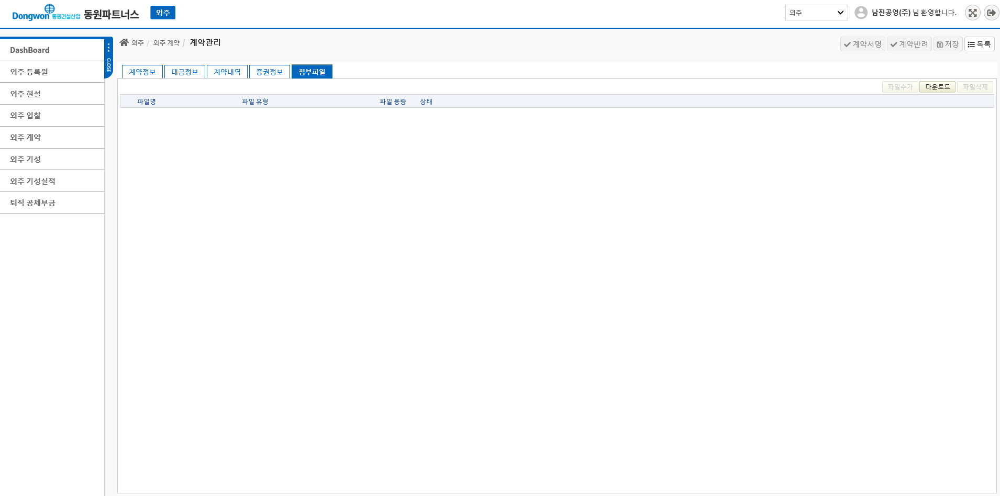 Dongwon 동원건설산업 동원파트너스 외주
외주 남진공영(주) 님 환영합니다.
DashBoard
외주 등록원
외주 현설
외주 입찰
외주 계약
외주 기성
외주 기성실적
퇴직 공제부금
CLOSE
외주 / 외주 계약 / 계약관리
계약서명 계약반려 저장 목록
계약정보 대금정보 계약내역 증권정보 첨부파일
파일추가 다운로드 파일삭제
파일명 파일 유형 파일 용량 상태